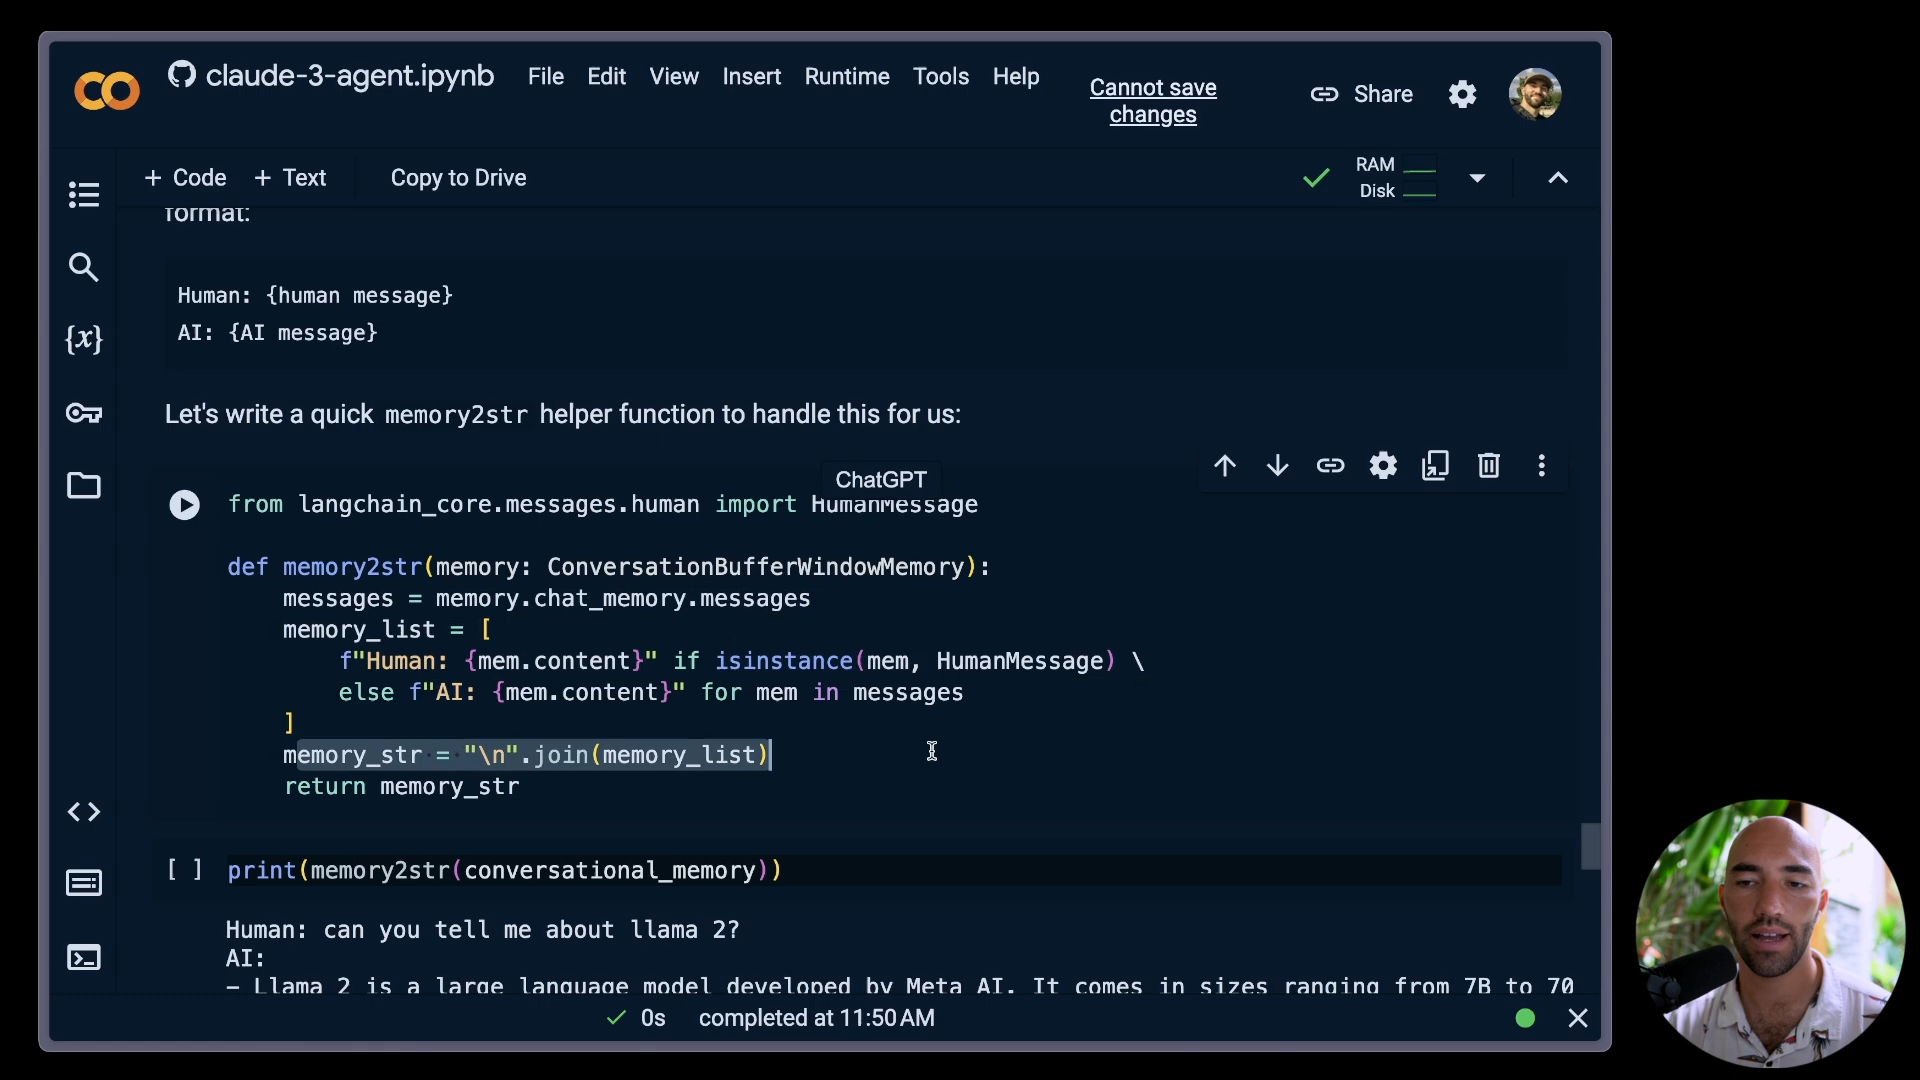 claude-3-agent.ipynb
File Edit View Insert Runtime Tools Help
Cannot save
changes
Share
+ Code + Text Copy to Drive
RAM
Disk
format:
Human: {human message}
AI: {AI message}
Let's write a quick memory2str helper function to handle this for us:
ChatGPT
from langchain_core.messages.human import HumanMessage
def memory2str(memory: ConversationBufferWindowMemory):
messages = memory.chat_memory.messages
memory_list = [
f"Human: {mem.content}" if isinstance(mem, HumanMessage) \
else f"AI: {mem.content}" for mem in messages
]
memory_str = "\n".join(memory_list)
return memory_str
[ ] print(memory2str(conversational_memory))
Human: can you tell me about llama 2?
AI:
- Llama 2 is a large language model developed by Meta AI. It comes in sizes ranging from 7B to 70
0s completed at 11:50 AM